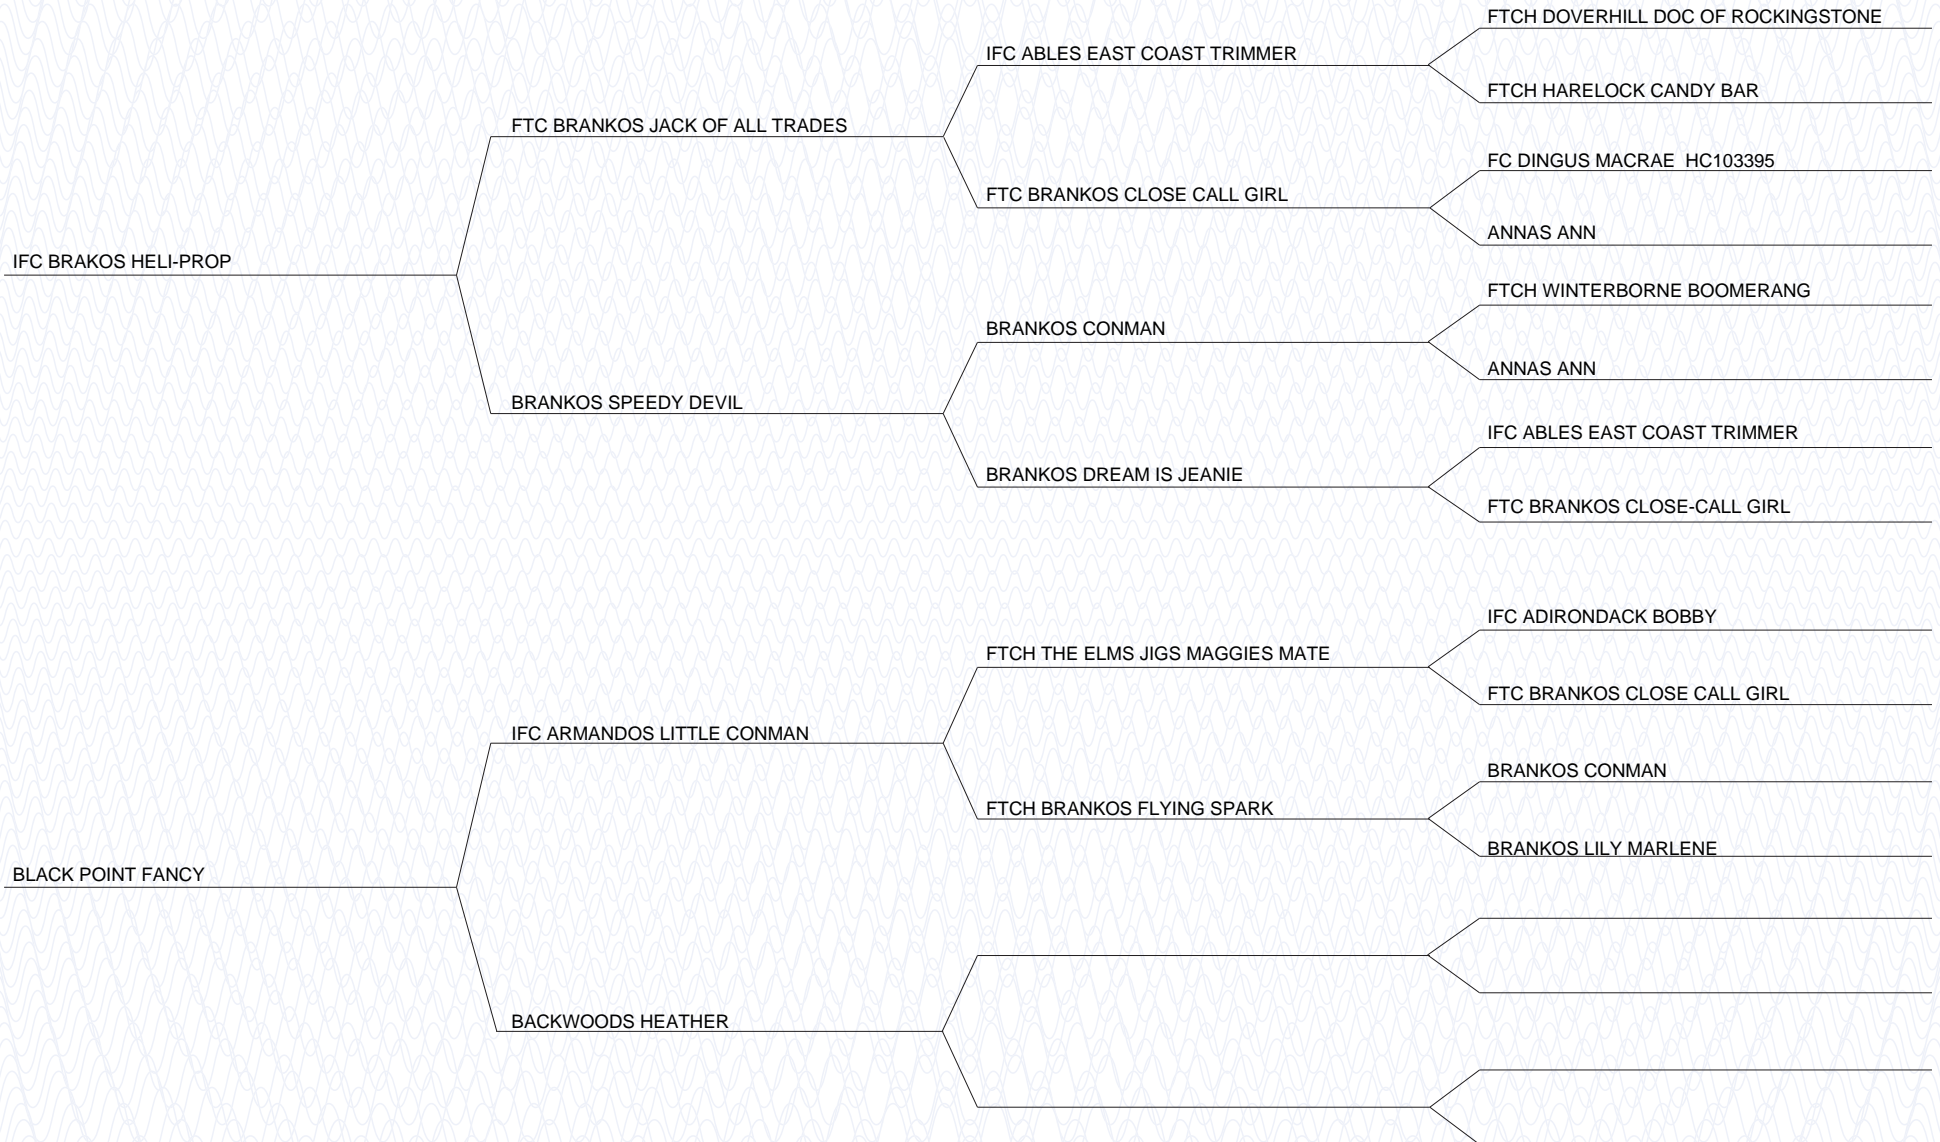 FTCH DOVERHILL DOC OF ROCKINGSTONE
IFC ABLES EAST COAST TRIMMER
FTCH HARELOCK CANDY BAR
FTC BRANKOS JACK OF ALL TRADES
FC DINGUS MACRAE  HC103395
FTC BRANKOS CLOSE CALL GIRL
ANNAS ANN
IFC BRAKOS HELI-PROP
FTCH WINTERBORNE BOOMERANG
BRANKOS CONMAN
ANNAS ANN
BRANKOS SPEEDY DEVIL
IFC ABLES EAST COAST TRIMMER
BRANKOS DREAM IS JEANIE
FTC BRANKOS CLOSE-CALL GIRL
IFC ADIRONDACK BOBBY
FTCH THE ELMS JIGS MAGGIES MATE
FTC BRANKOS CLOSE CALL GIRL
IFC ARMANDOS LITTLE CONMAN
BRANKOS CONMAN
FTCH BRANKOS FLYING SPARK
BRANKOS LILY MARLENE
BLACK POINT FANCY
BACKWOODS HEATHER